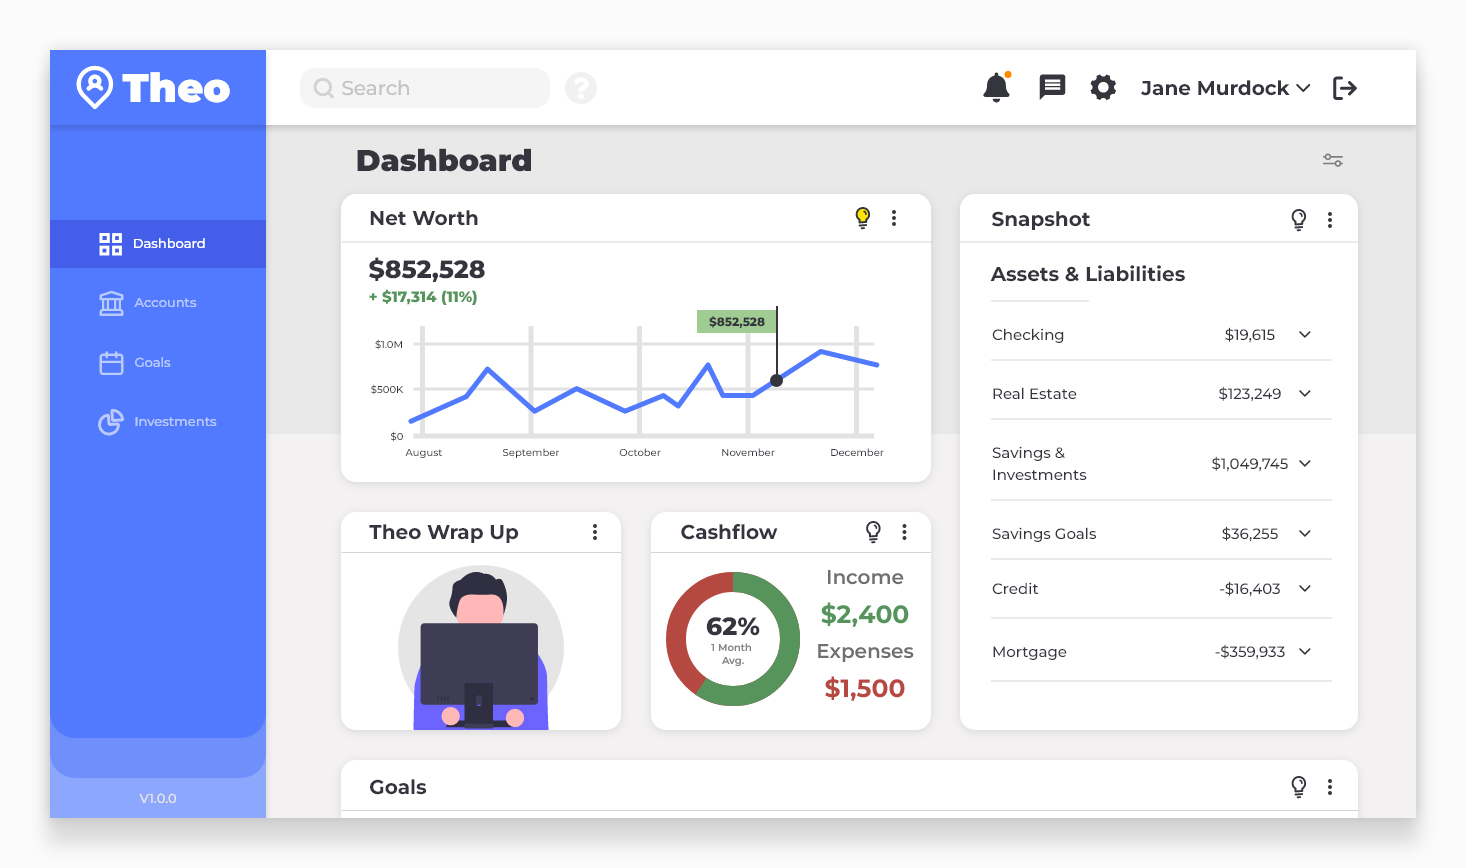 Theo
Search
?
Jane Murdock
Dashboard
Dashboard
Accounts
Goals
Investments
V1.0.0
Net Worth
$852,528
+ $17,314 (11%)
$852,528
$1.0M
$500K
$0
August September October November December
Theo Wrap Up
Cashflow
62%
1 Month
Avg.
Income
$2,400
Expenses
$1,500
Snapshot
Assets & Liabilities
Checking $19,615
Real Estate $123,249
Savings &
Investments $1,049,745
Savings Goals $36,255
Credit -$16,403
Mortgage -$359,933
Goals